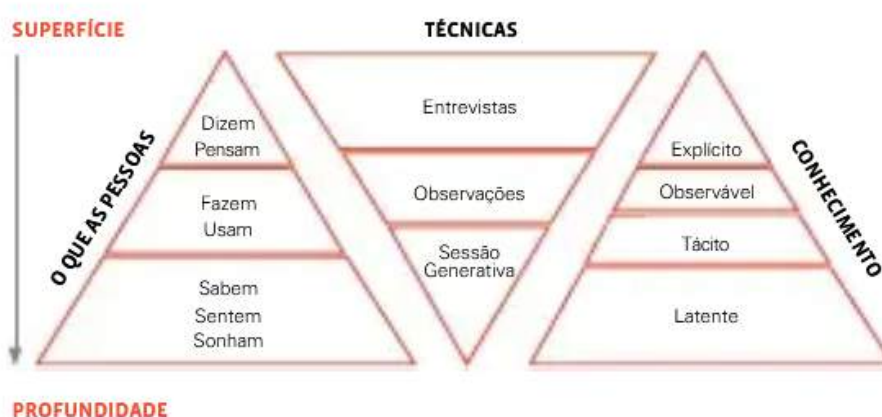 SUPERFÍCIE
TÉCNICAS
O QUE AS PESSOAS
Dizem
Pensam
Fazem
Usam
Sabem
Sentem
Sonham
Entrevistas
Observações
Sessão
Generativa
Explícito
Observável
Tácito
Latente
CONHECIMENTO
PROFUNDIDADE